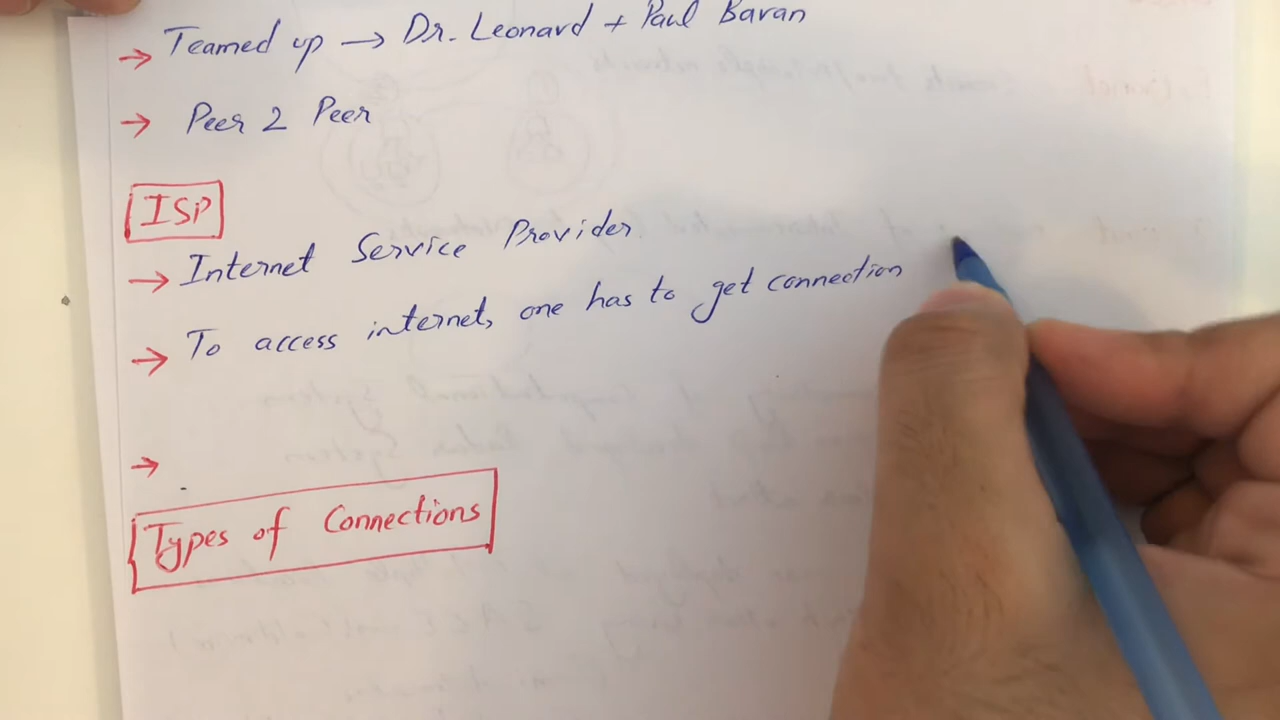 → Teamed up → Dr. Leonard + Paul Baran
→ Peer 2 Peer
ISP
→ Internet Service Provider
→ To access internet, one has to get connection
→
Types of Connections